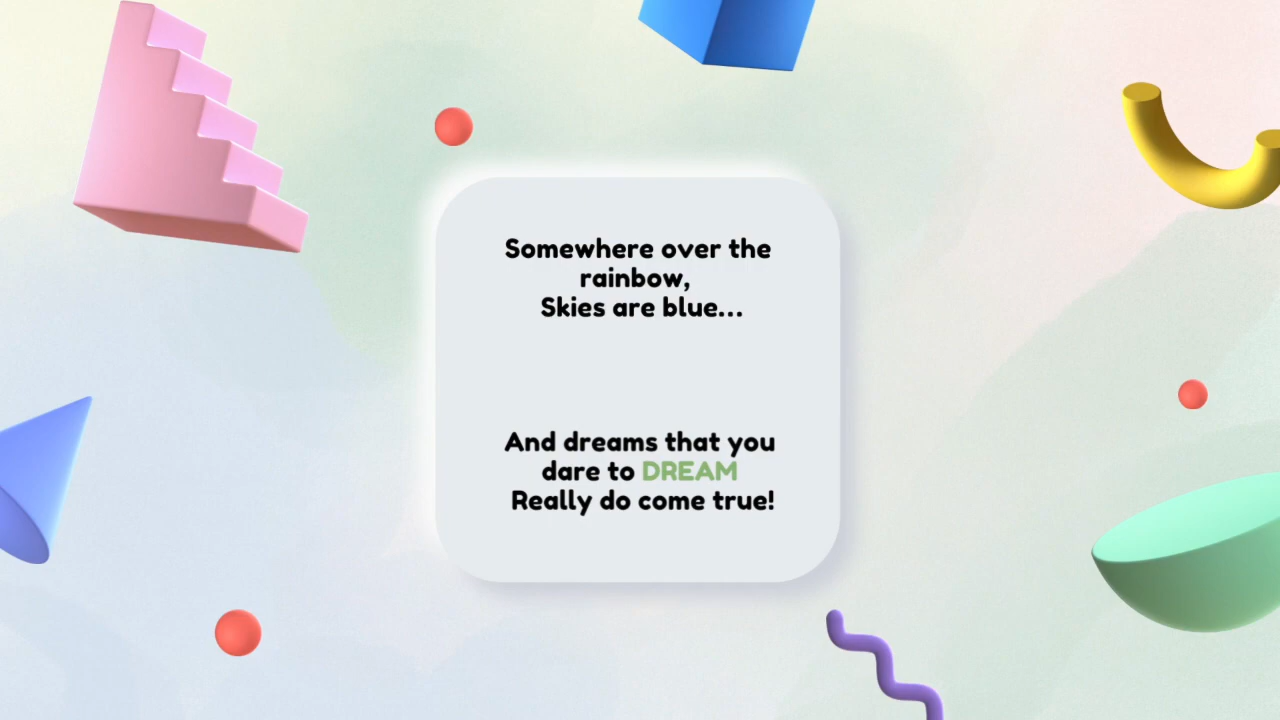 Somewhere over the
rainbow,
Skies are blue...
And dreams that you
dare to DREAM
Really do come true!